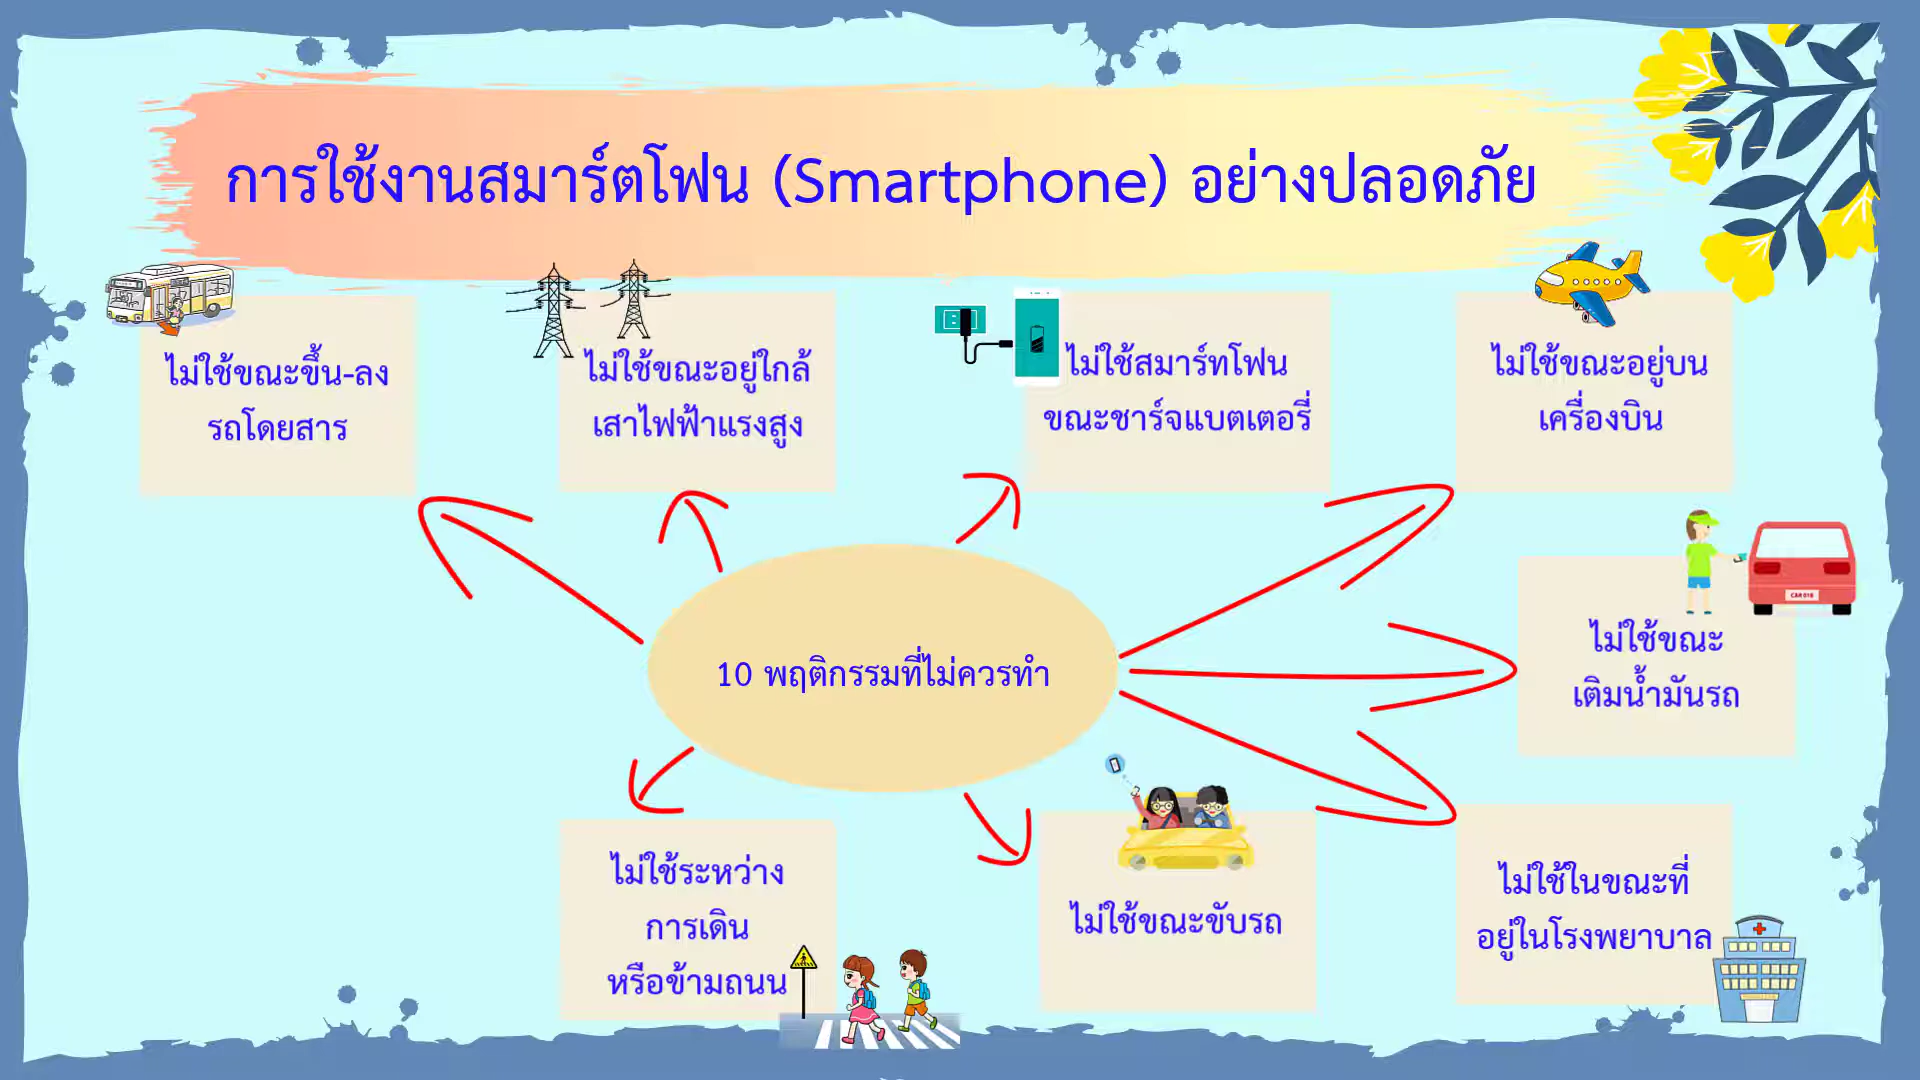 การใช้งานสมาร์ตโฟน (Smartphone) อย่างปลอดภัย
ไม่ใช้ขณะขึ้น-ลง
รถโดยสาร
ไม่ใช้ขณะอยู่ใกล้
เสาไฟฟ้าแรงสูง
ไม่ใช้สมาร์ทโฟน
ขณะชาร์จแบตเตอรี่
ไม่ใช้ขณะอยู่บน
เครื่องบิน
ไม่ใช้ขณะ
เติมน้ำมันรถ
CAR 018
10 พฤติกรรมที่ไม่ควรทำ
ไม่ใช้ระหว่าง
การเดิน
หรือข้ามถนน
ไม่ใช้ขณะขับรถ
ไม่ใช้ในขณะที่
อยู่ในโรงพยาบาล